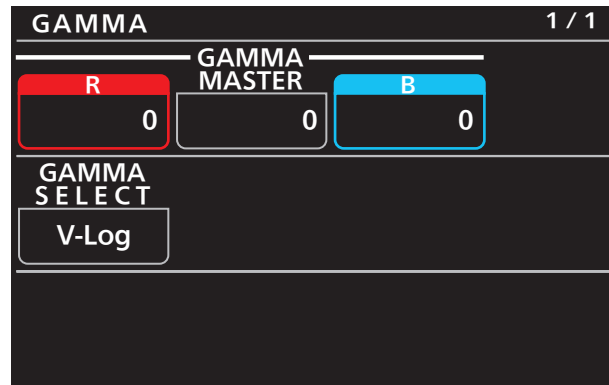 GAMMA 1 / 1
GAMMA
R MASTER B
0 0 0
GAMMA
SELECT
V-Log